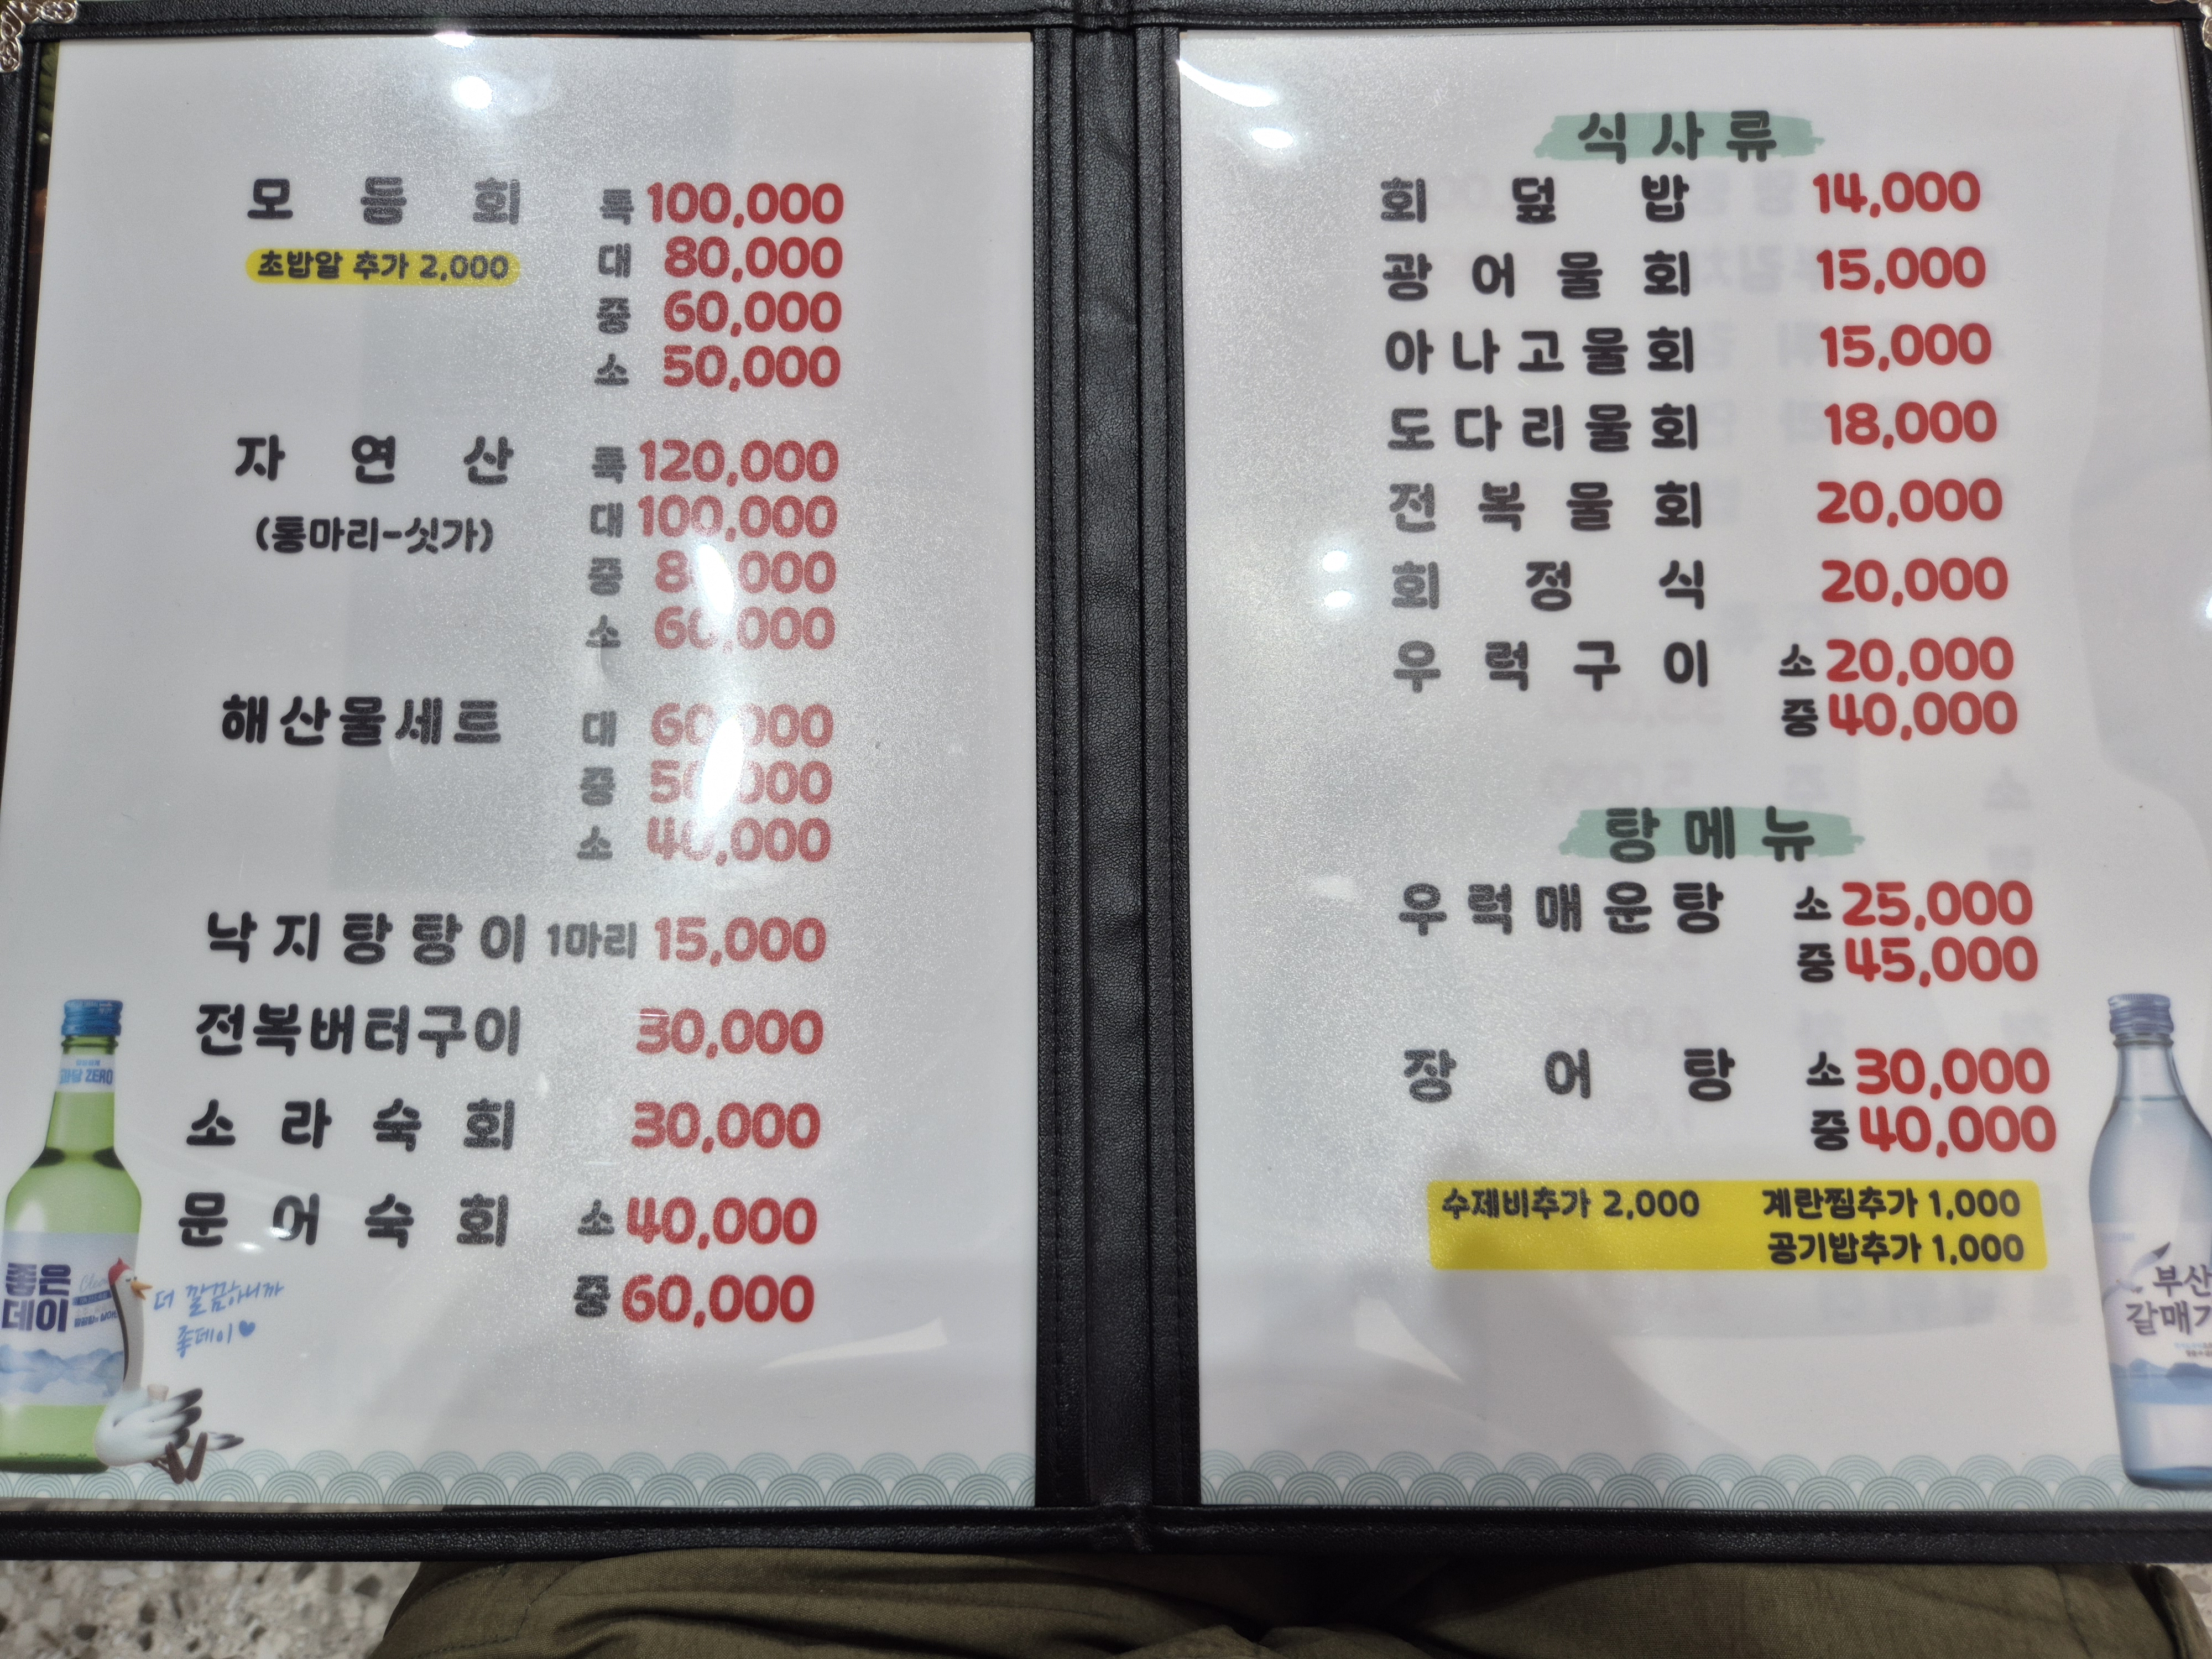 모듬회 특 100,000
초밥알 추가 2,000 대 80,000
중 60,000
소 50,000
자연산 특 120,000
(통마리-싯가) 대 100,000
중 000
소 60,000
해산물세트 대 60,000
중 50,000
소 40,000
낙지탕탕이 1마리 15,000
전복버터구이 30,000
소라숙회 30,000
문어숙회 소 40,000
중 60,000
좋은
데이
더 깔끔하니까
좋데이♥
식사류
회덮밥 14,000
광어물회 15,000
아나고물회 15,000
도다리물회 18,000
전복물회 20,000
회정식 20,000
우럭구이 소 20,000
중 40,000
탕메뉴
우럭매운탕 소 25,000
중 45,000
장어탕 소 30,000
중 40,000
수제비추가 2,000 계란찜추가 1,000
공기밥추가 1,000
부산
갈매기